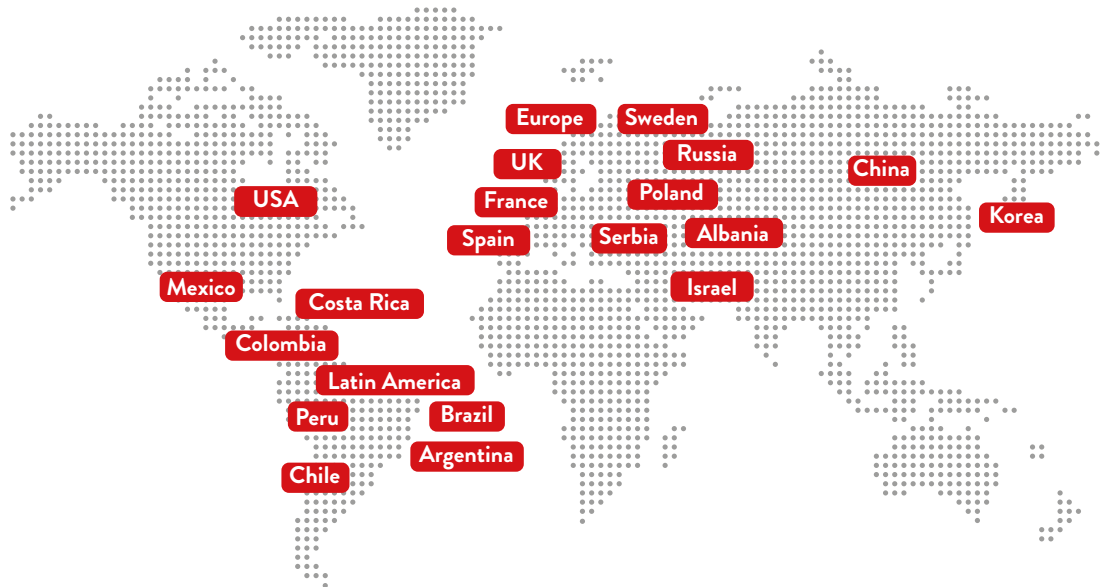 Europe
Sweden
UK
Russia
China
USA
France
Poland
Korea
Spain
Serbia
Albania
Mexico
Israel
Costa Rica
Colombia
Latin America
Peru
Brazil
Argentina
Chile